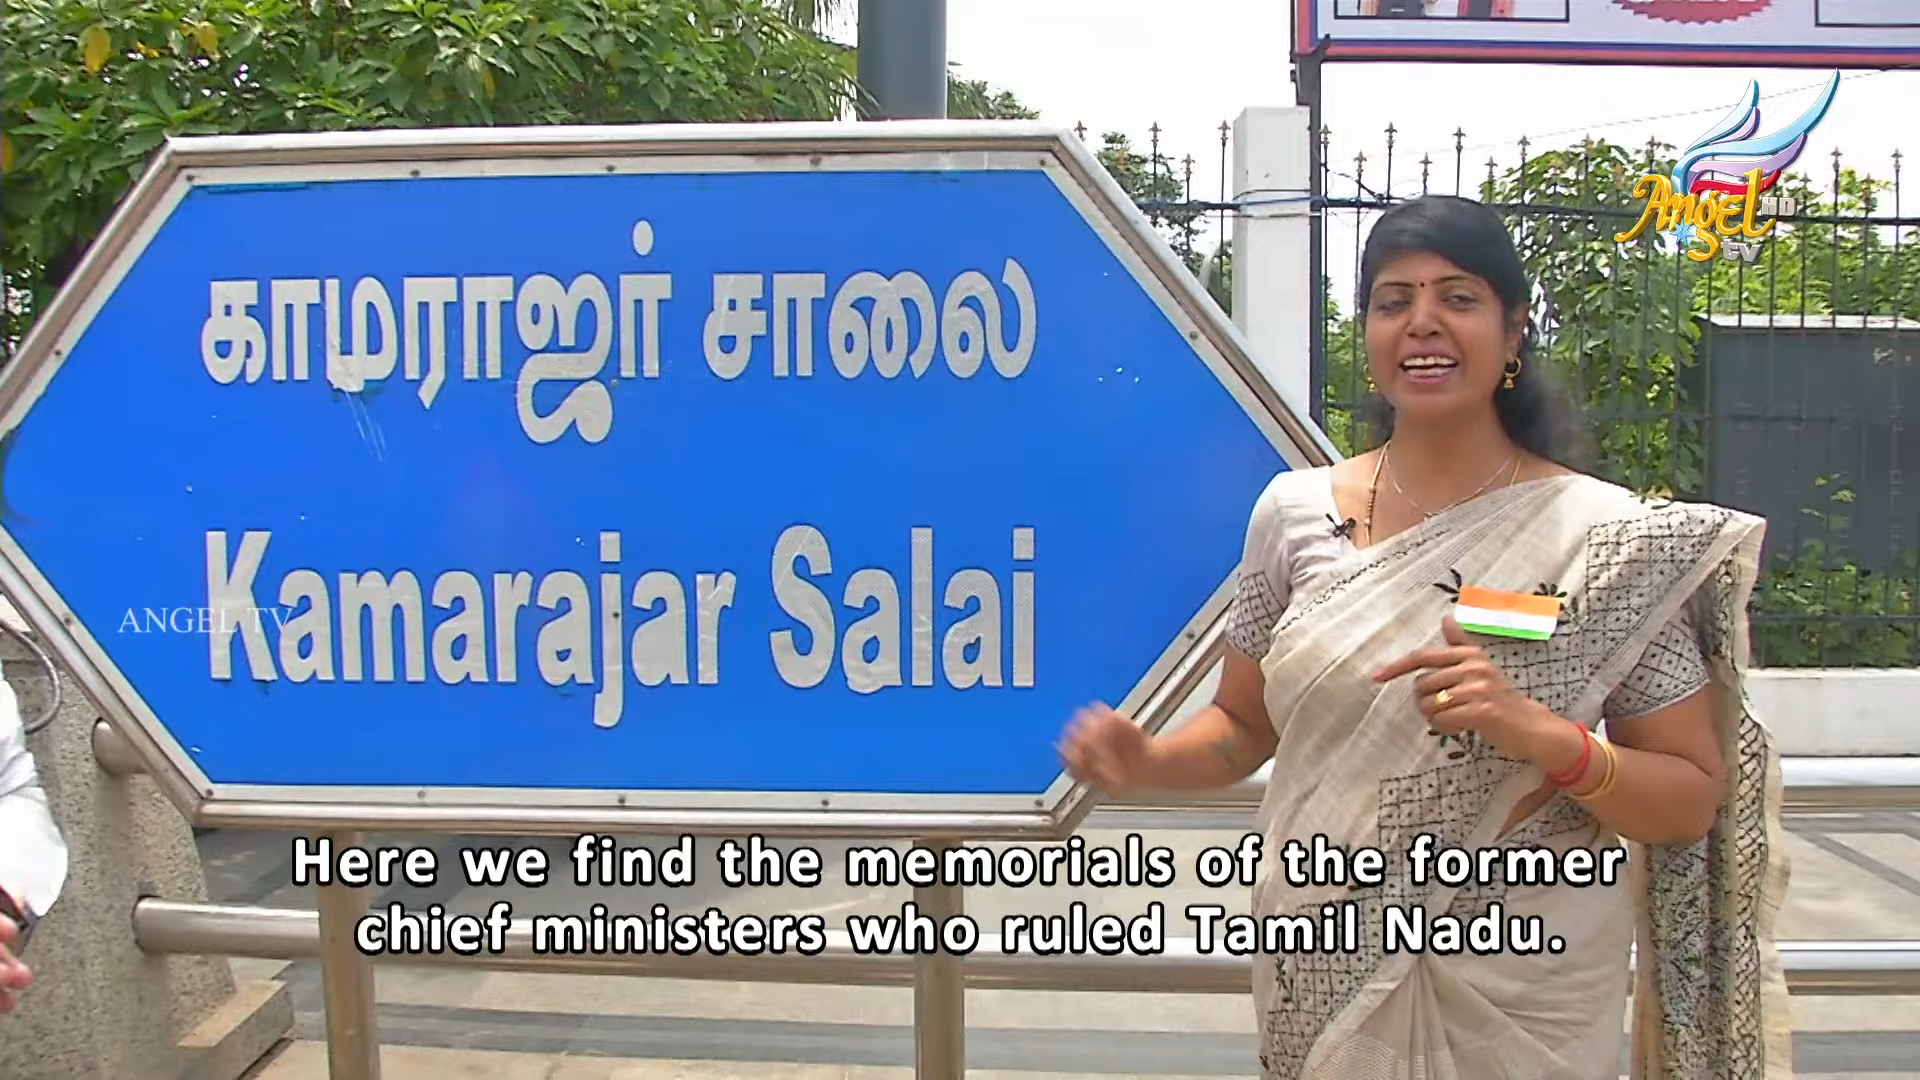 காமராஜர் சாலை
Kamarajar Salai
Angel HD
tv
ANGEL TV
Here we find the memorials of the former
chief ministers who ruled Tamil Nadu.